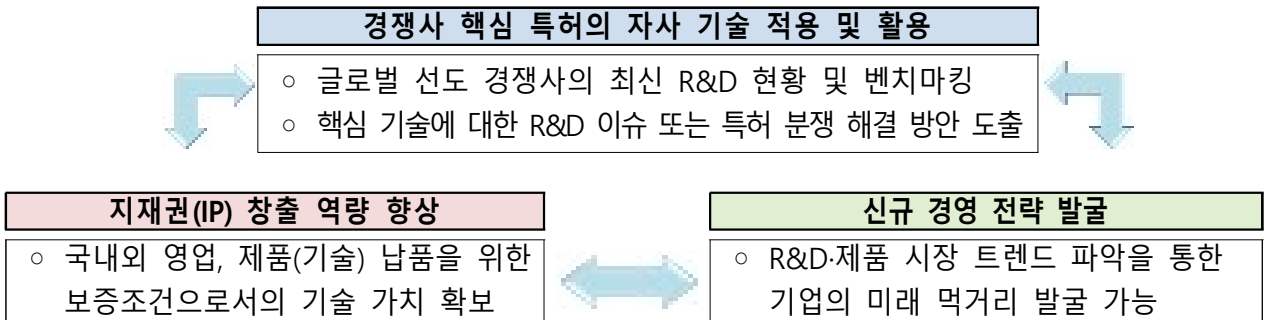 경쟁사 핵심 특허의 자사 기술 적용 및 활용
○ 글로벌 선도 경쟁사의 최신 R&D 현황 및 벤치마킹
○ 핵심 기술에 대한 R&D 이슈 또는 특허 분쟁 해결 방안 도출
지재권(IP) 창출 역량 향상
○ 국내외 영업, 제품(기술) 납품을 위한
보증조건으로서의 기술 가치 확보
신규 경영 전략 발굴
○ R&D·제품 시장 트렌드 파악을 통한
기업의 미래 먹거리 발굴 가능